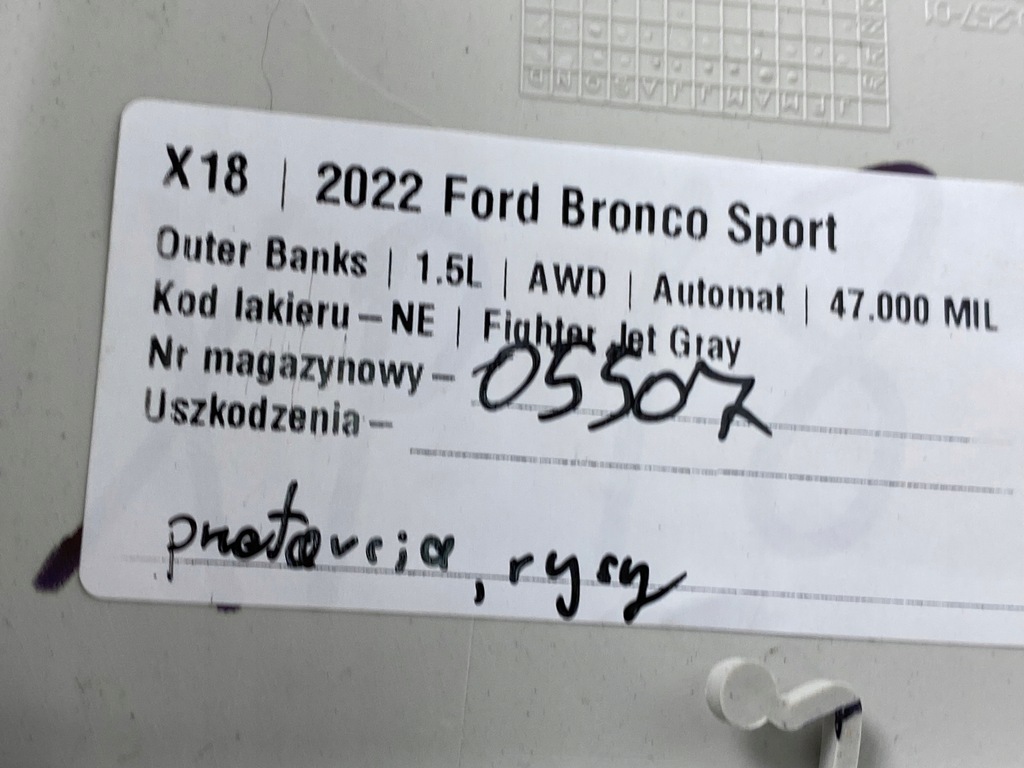 X18 | 2022 Ford Bronco Sport
Outer Banks | 1.5L | AWD | Automat | 47.000 MIL
Kod lakieru – NE | Fighter Jet Gray
Nr magazynowy – 05507
Uszkodzenia –
przetarcia, rysy